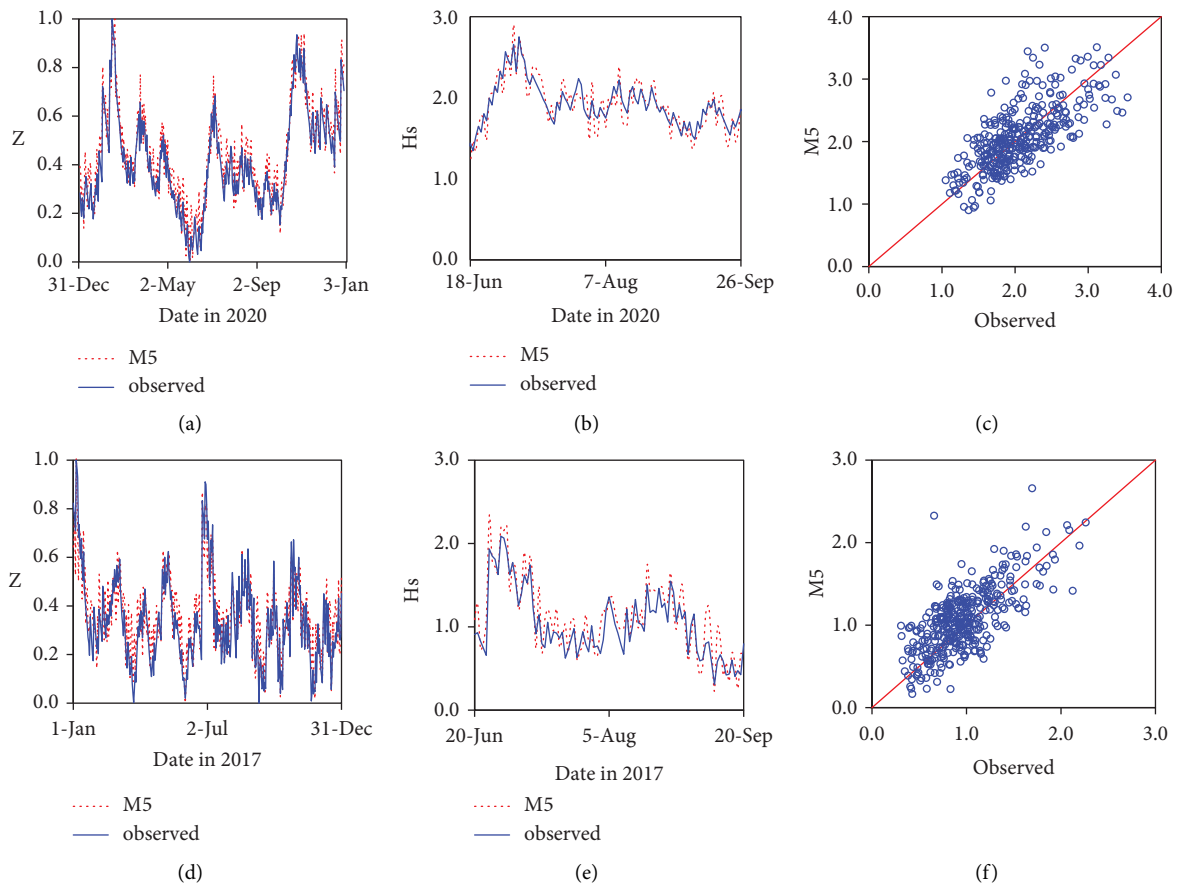 1.0
0.8
0.6
0.4
0.2
0.0
Z
31-Dec 2-May 2-Sep 3-Jan
Date in 2020
M5
observed
(a)
3.0
2.0
1.0
0.0
Hs
18-Jun 7-Aug 26-Sep
Date in 2020
M5
observed
(b)
4.0
3.0
2.0
1.0
0.0
M5
0.0 1.0 2.0 3.0 4.0
Observed
(c)
1.0
0.8
0.6
0.4
0.2
0.0
Z
1-Jan 2-Jul 31-Dec
Date in 2017
M5
observed
(d)
3.0
2.0
1.0
0.0
Hs
20-Jun 5-Aug 20-Sep
Date in 2017
M5
observed
(e)
3.0
2.0
1.0
0.0
M5
0.0 1.0 2.0 3.0
Observed
(f)